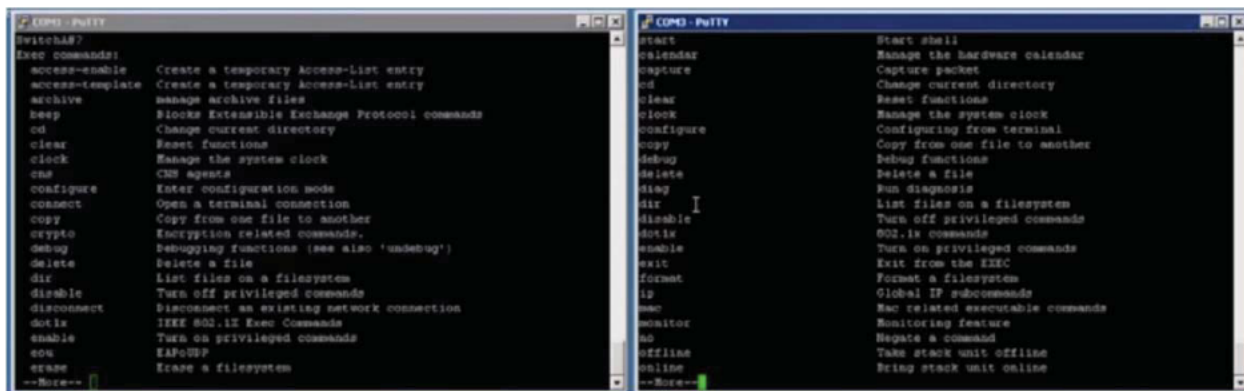 COM3 - PuTTY
SwitchA#?
Exec commands:
access-enable Create a temporary Access-List entry
access-template Create a temporary Access-List entry
archive manage archive files
beep Blocks Extensible Exchange Protocol commands
cd Change current directory
clear Reset functions
clock Manage the system clock
cns CNS agents
configure Enter configuration mode
connect Open a terminal connection
copy Copy from one file to another
crypto Encryption related commands.
debug Debugging functions (see also 'undebug')
delete Delete a file
dir List files on a filesystem
disable Turn off privileged commands
disconnect Disconnect an existing network connection
dot1x IEEE 802.1X Exec Commands
enable Turn on privileged commands
eou EAPoUDP
erase Erase a filesystem
--More--
COM3 - PuTTY
start Start shell
calendar Manage the hardware calendar
capture Capture packet
cd Change current directory
clear Reset functions
clock Manage the system clock
configure Configuring from terminal
copy Copy from one file to another
debug Debug functions
delete Delete a file
diag Run diagnosis
dir List files on a filesystem
disable Turn off privileged commands
dot1x 802.1x commands
enable Turn on privileged commands
exit Exit from the EXEC
format Format a filesystem
ip Global IP subcommands
mac Mac related executable commands
monitor Monitoring feature
no Negate a command
offline Take stack unit offline
online Bring stack unit online
--More--